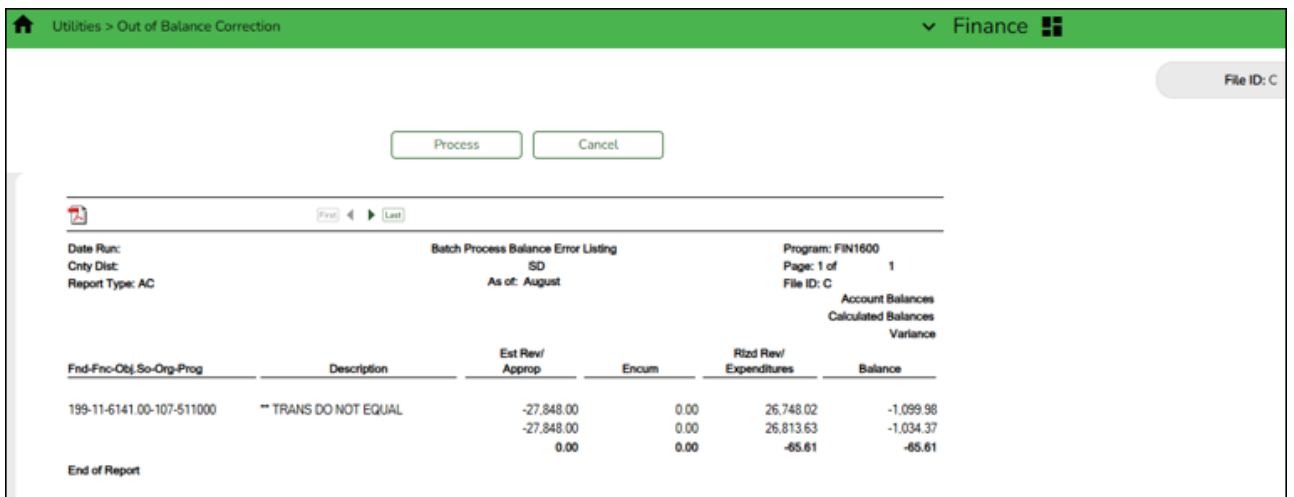 Utilities > Out of Balance Correction Finance
File ID: C
Process Cancel
First Last
Date Run: Batch Process Balance Error Listing Program: FIN1600
Cnty Dist: SD Page: 1 of 1
Report Type: AC As of: August File ID: C
Account Balances
Calculated Balances
Variance
Est Rev/ Rlzd Rev/
Fnd-Fnc-Obj.So-Org-Prog Description Approp Encum Expenditures Balance
199-11-6141.00-107-511000 ** TRANS DO NOT EQUAL -27,848.00 0.00 26,748.02 -1,099.98
-27,848.00 0.00 26,813.63 -1,034.37
0.00 0.00 -65.61 -65.61
End of Report